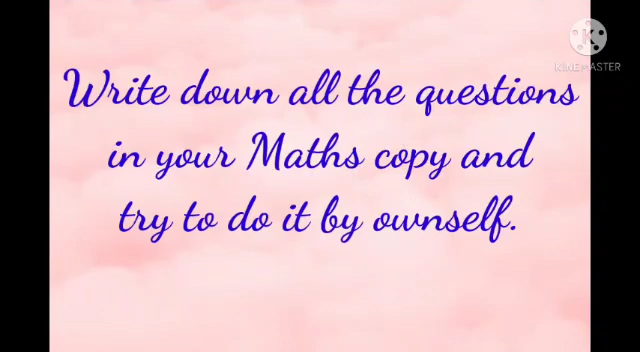 K
KINEMASTER
Write down all the questions
in your Maths copy and
try to do it by ownself.